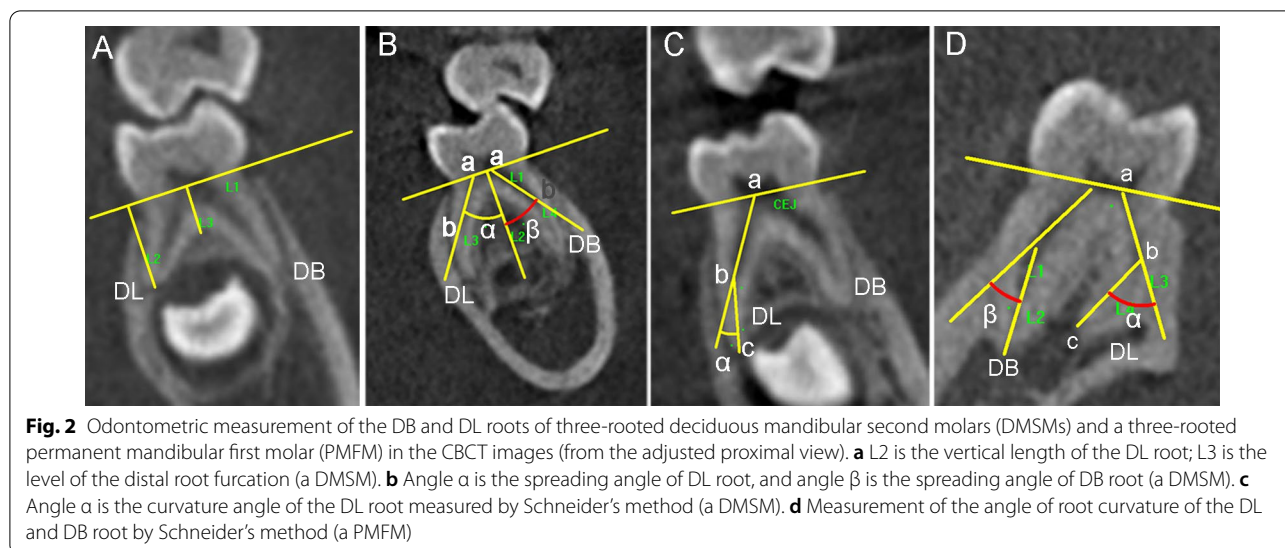 A
L1
L3
L2
DL
DB
B
a a
L1
b
L4
b
α
β
L3
L2
DB
DL
C
a
CEJ
b
DB
DL
c
α
D
a
b
L1
L3
β
L2
α
c
DL
DB
Fig. 2 Odontometric measurement of the DB and DL roots of three-rooted deciduous mandibular second molars (DMSMs) and a three-rooted
permanent mandibular first molar (PMFM) in the CBCT images (from the adjusted proximal view). a L2 is the vertical length of the DL root; L3 is the
level of the distal root furcation (a DMSM). b Angle α is the spreading angle of DL root, and angle β is the spreading angle of DB root (a DMSM). c
Angle α is the curvature angle of the DL root measured by Schneider's method (a DMSM). d Measurement of the angle of root curvature of the DL
and DB root by Schneider's method (a PMFM)